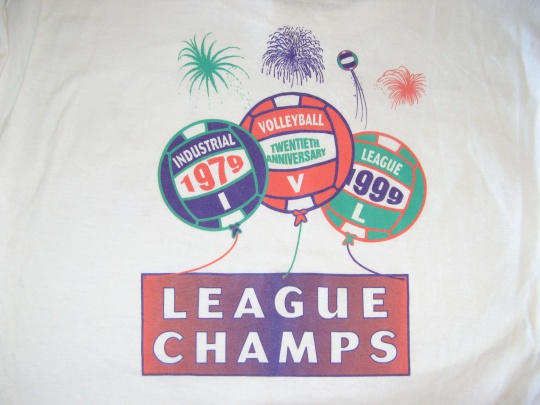 INDUSTRIAL
1979
I
VOLLEYBALL
TWENTIETH
ANNIVERSARY
V
LEAGUE
1999
L
LEAGUE
CHAMPS